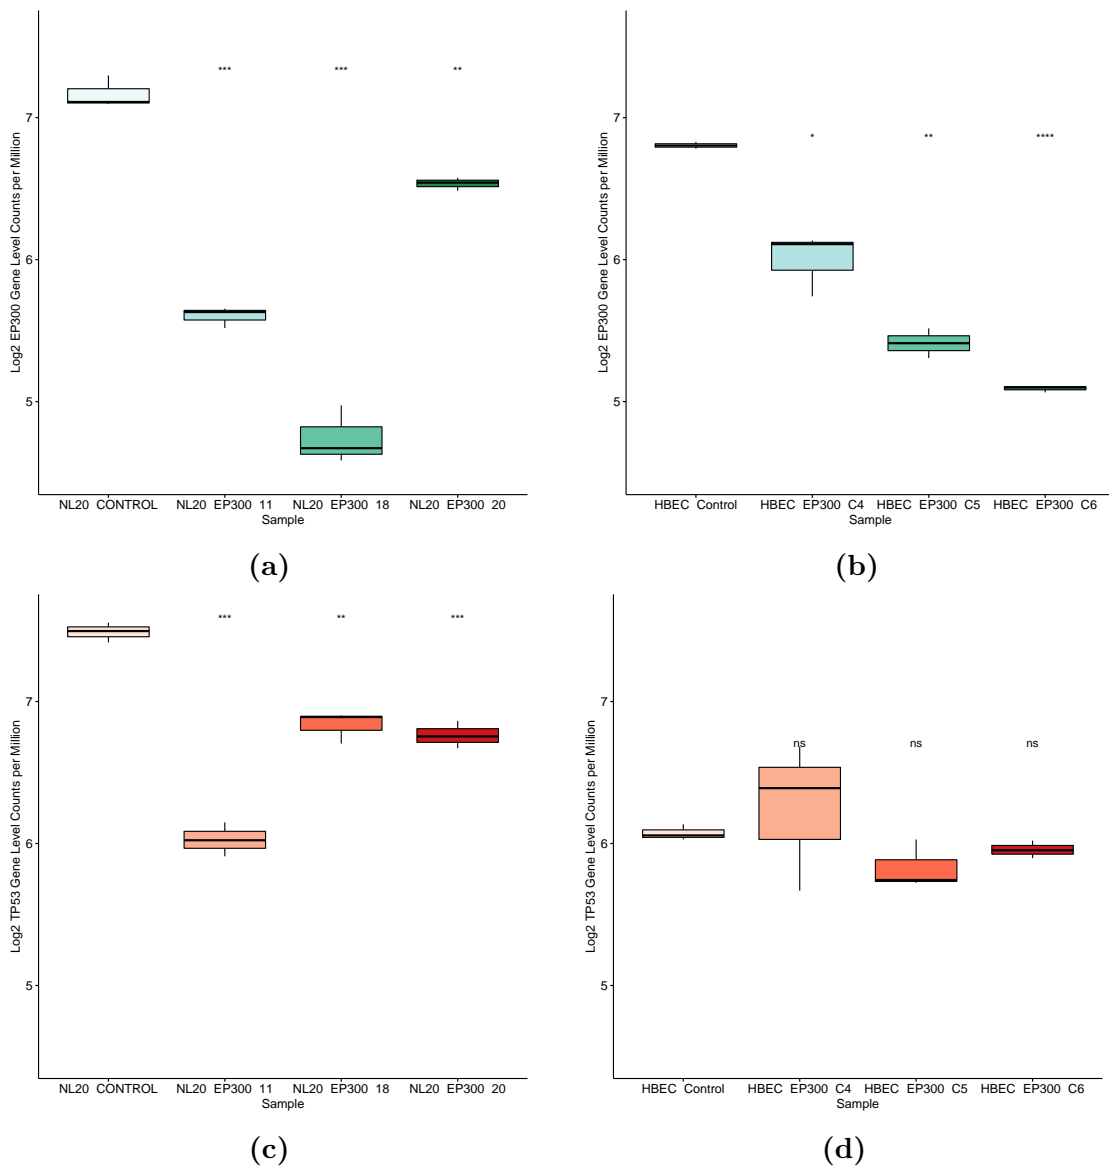 Log2 EP300 Gene Level Counts per Million
7
6
5
*** *** **
NL20 CONTROL NL20 EP300 11 NL20 EP300 18 NL20 EP300 20
Sample
(a)
Log2 EP300 Gene Level Counts per Million
7
6
5
* ** ****
HBEC Control HBEC EP300 C4 HBEC EP300 C5 HBEC EP300 C6
Sample
(b)
Log2 TP53 Gene Level Counts per Million
7
6
5
*** ** ***
NL20 CONTROL NL20 EP300 11 NL20 EP300 18 NL20 EP300 20
Sample
(c)
Log2 TP53 Gene Level Counts per Million
7
6
5
ns ns ns
HBEC Control HBEC EP300 C4 HBEC EP300 C5 HBEC EP300 C6
Sample
(d)